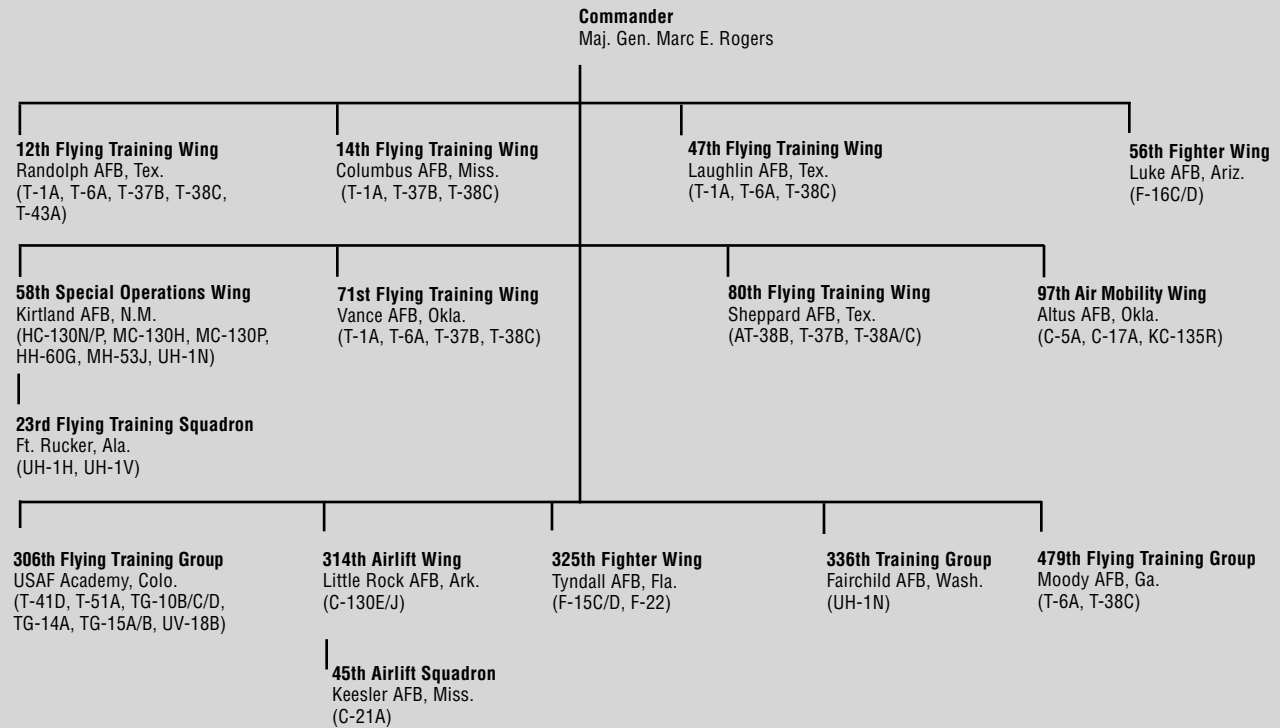 Commander
Maj. Gen. Marc E. Rogers
12th Flying Training Wing
Randolph AFB, Tex.
(T-1A, T-6A, T-37B, T-38C,
T-43A)
14th Flying Training Wing
Columbus AFB, Miss.
(T-1A, T-37B, T-38C)
47th Flying Training Wing
Laughlin AFB, Tex.
(T-1A, T-6A, T-38C)
56th Fighter Wing
Luke AFB, Ariz.
(F-16C/D)
58th Special Operations Wing
Kirtland AFB, N.M.
(HC-130N/P, MC-130H, MC-130P,
HH-60G, MH-53J, UH-1N)
23rd Flying Training Squadron
Ft. Rucker, Ala.
(UH-1H, UH-1V)
71st Flying Training Wing
Vance AFB, Okla.
(T-1A, T-6A, T-37B, T-38C)
80th Flying Training Wing
Sheppard AFB, Tex.
(AT-38B, T-37B, T-38A/C)
97th Air Mobility Wing
Altus AFB, Okla.
(C-5A, C-17A, KC-135R)
306th Flying Training Group
USAF Academy, Colo.
(T-41D, T-51A, TG-10B/C/D,
TG-14A, TG-15A/B, UV-18B)
314th Airlift Wing
Little Rock AFB, Ark.
(C-130E/J)
45th Airlift Squadron
Keesler AFB, Miss.
(C-21A)
325th Fighter Wing
Tyndall AFB, Fla.
(F-15C/D, F-22)
336th Training Group
Fairchild AFB, Wash.
(UH-1N)
479th Flying Training Group
Moody AFB, Ga.
(T-6A, T-38C)